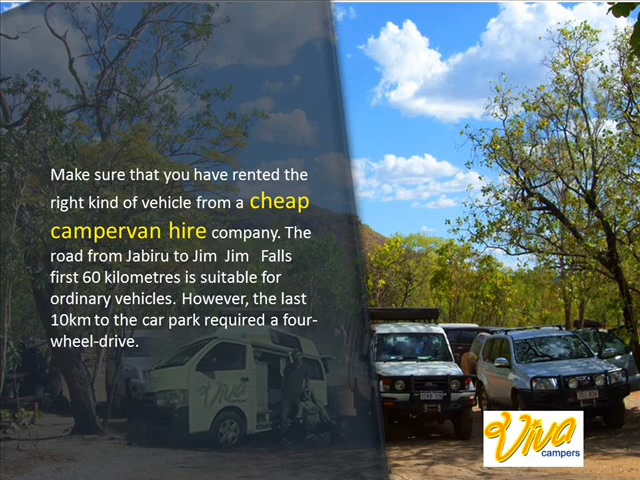 Make sure that you have rented the
right kind of vehicle from a cheap
campervan hire company. The
road from Jabiru to Jim Jim Falls
first 60 kilometres is suitable for
ordinary vehicles. However, the last
10km to the car park required a four-
wheel-drive.
Viva
Viva
campers